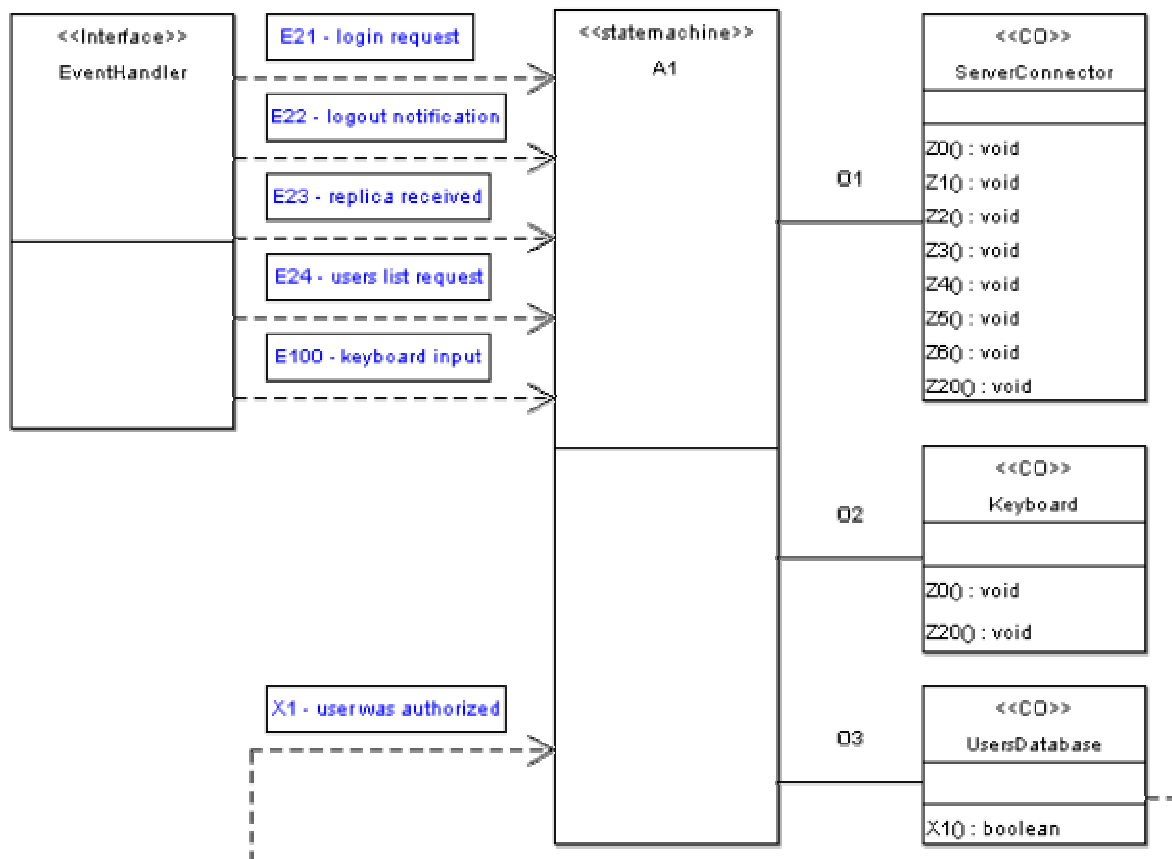 <<Interface>>
EventHandler
E21 - login request
E22 - logout notification
E23 - replica received
E24 - users list request
E100 - keyboard input
X1 - user was authorized
<<statemachine>>
A1
O1
O2
O3
<<CO>>
ServerConnector
Z0() : void
Z1() : void
Z2() : void
Z3() : void
Z4() : void
Z5() : void
Z6() : void
Z20() : void
<<CO>>
Keyboard
Z0() : void
Z20() : void
<<CO>>
UsersDatabase
X1() : boolean